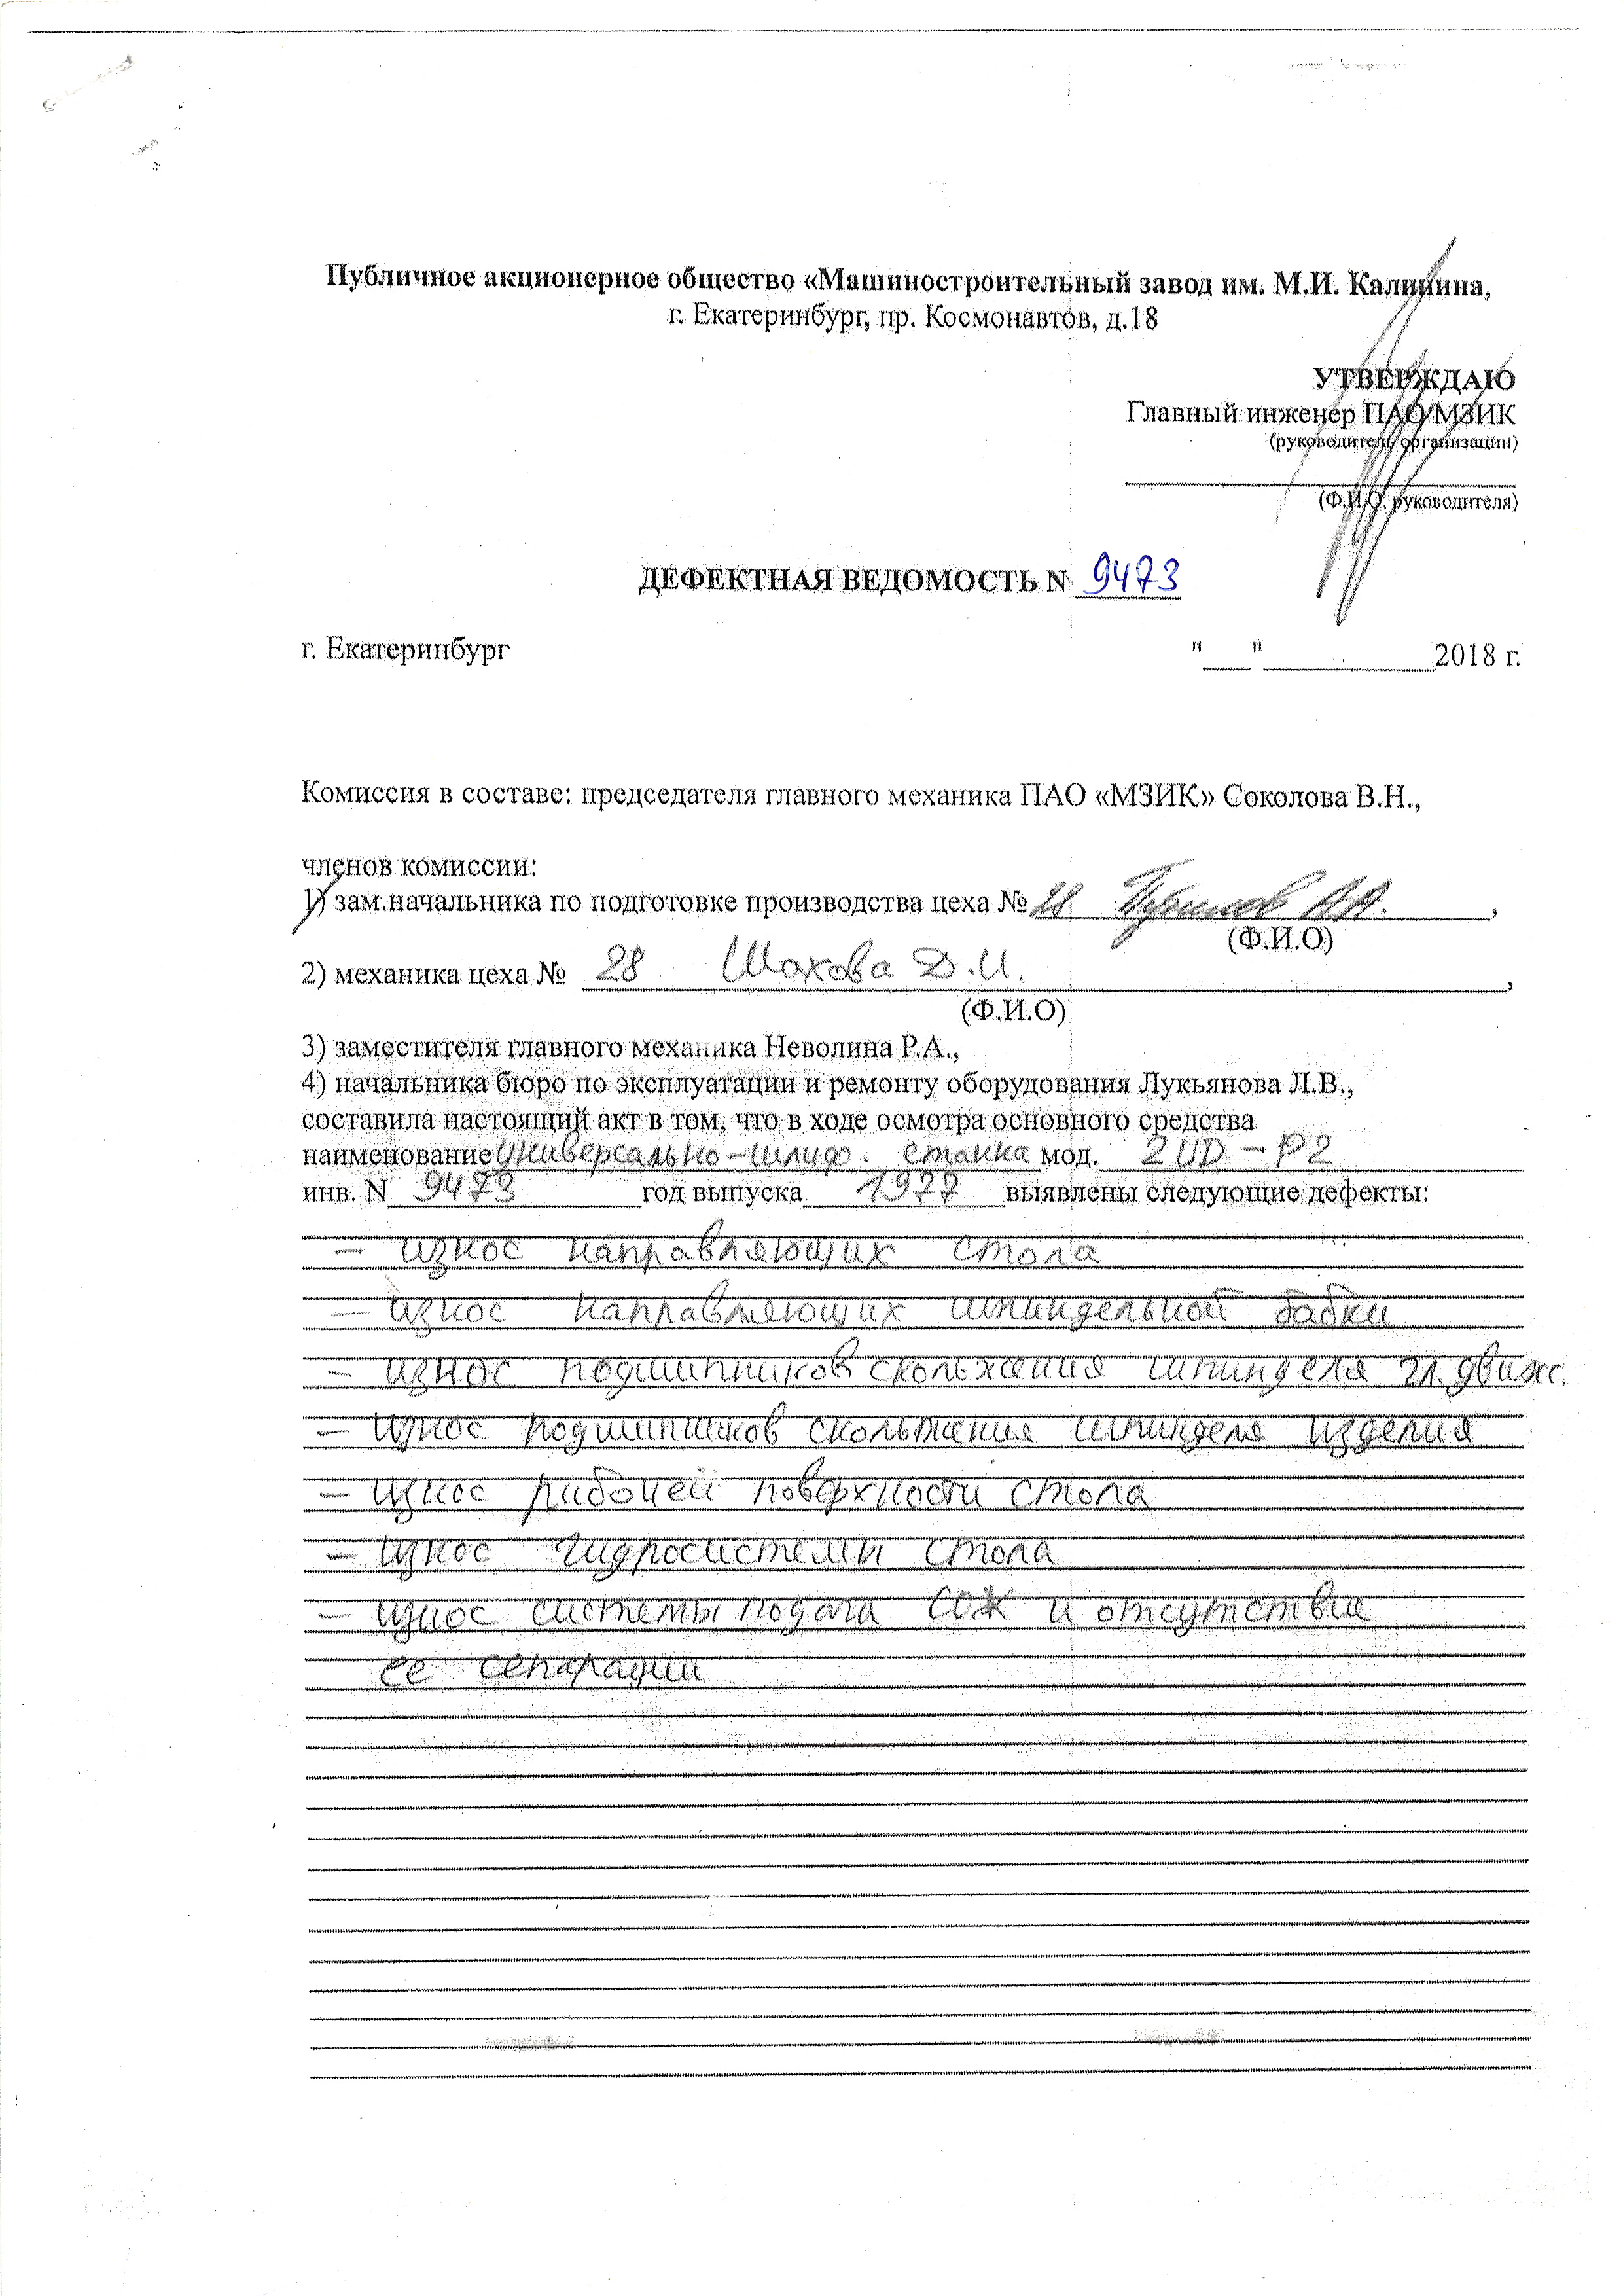 Публичное акционерное общество «Машиностроительный завод им. М.И. Калинина,
г. Екатеринбург, пр. Космонавтов, д.18
УТВЕРЖДАЮ
Главный инженер ПАО МЗИК
(руководитель организации)
(Ф.И.О. руководителя)
ДЕФЕКТНАЯ ВЕДОМОСТЬ N 9473
г. Екатеринбург "___"____________2018 г.
Комиссия в составе: председателя главного механика ПАО «МЗИК» Соколова В.Н.,
членов комиссии:
1) зам.начальника по подготовке производства цеха № А.А.,
(Ф.И.О)
2) механика цеха № 28 Шахова Д.И.,
(Ф.И.О)
3) заместителя главного механика Неволина Р.А.,
4) начальника бюро по эксплуатации и ремонту оборудования Лукьянова Л.В.,
составила настоящий акт в том, что в ходе осмотра основного средства
наименование универсально-шлиф. станка мод. 2UD-P2
инв. N 9473 год выпуска 1977 выявлены следующие дефекты:
- износ направляющих стола
- износ направляющих шпиндельной бабки
- износ подшипников скольжения шпинделя гл. движ.
- износ подшипников скольжения шпинделя изделия
- износ рабочей поверхности стола
- износ гидросистемы стола
- износ системы подачи СОЖ и отсутствие
ее сепарации